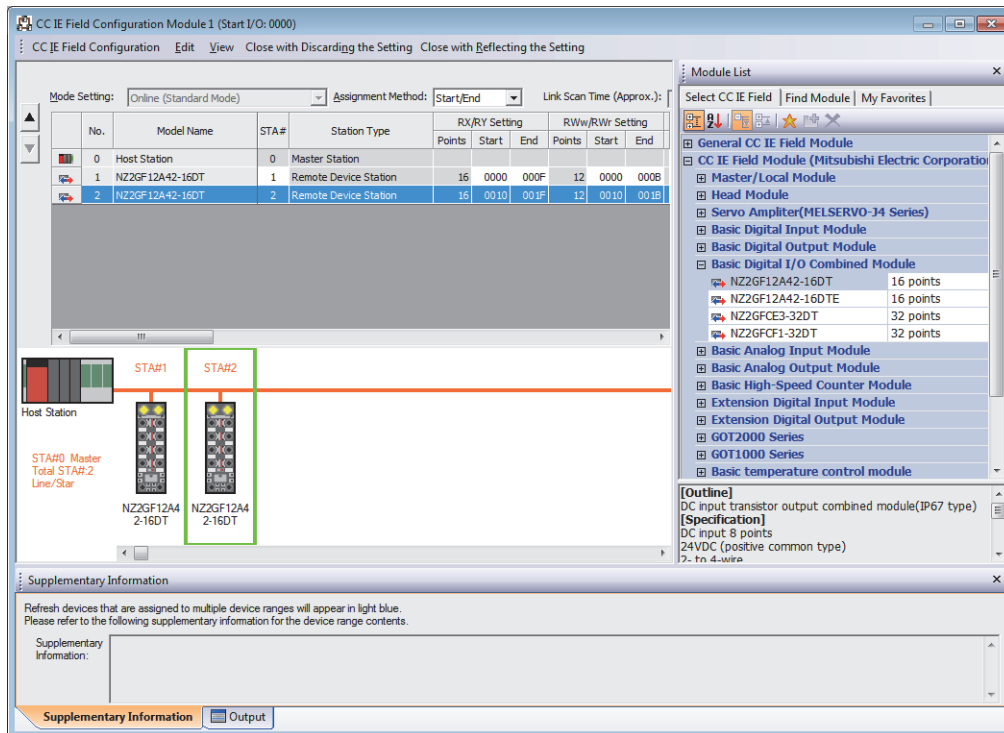 CC IE Field Configuration Module 1 (Start I/O: 0000)
CC IE Field Configuration Edit View Close with Discarding the Setting Close with Reflecting the Setting
Mode Setting: Online (Standard Mode) Assignment Method: Start/End Link Scan Time (Approx.):
No. Model Name STA# Station Type RX/RY Setting RWw/RWr Setting
Points Start End Points Start End
0 Host Station 0 Master Station
1 NZ2GF12A42-16DT 1 Remote Device Station 16 0000 000F 12 0000 000B
2 NZ2GF12A42-16DT 2 Remote Device Station 16 0010 001F 12 0010 001B
STA#1 STA#2
Host Station
STA#0 Master
Total STA#:2
Line/Star
NZ2GF12A4
2-16DT
NZ2GF12A4
2-16DT
Module List
Select CC IE Field Find Module My Favorites
General CC IE Field Module
CC IE Field Module (Mitsubishi Electric Corporation
Master/Local Module
Head Module
Servo Ampliter(MELSERVO-J4 Series)
Basic Digital Input Module
Basic Digital Output Module
Basic Digital I/O Combined Module
NZ2GF12A42-16DT 16 points
NZ2GF12A42-16DTE 16 points
NZ2GFCE3-32DT 32 points
NZ2GFCF1-32DT 32 points
Basic Analog Input Module
Basic Analog Output Module
Basic High-Speed Counter Module
Extension Digital Input Module
Extension Digital Output Module
GOT2000 Series
GOT1000 Series
Basic temperature control module
[Outline]
DC input transistor output combined module(IP67 type)
[Specification]
DC input 8 points
24VDC (positive common type)
2- to 4-wire
Supplementary Information
Refresh devices that are assigned to multiple device ranges will appear in light blue.
Please refer to the following supplementary information for the device range contents.
Supplementary
Information:
Supplementary Information Output